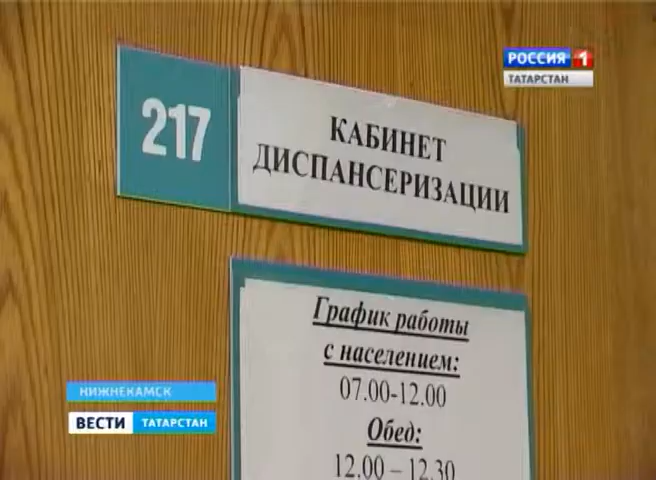 РОССИЯ 1
ТАТАРСТАН
217
КАБИНЕТ
ДИСПАНСЕРИЗАЦИИ
График работы
с населением:
07.00-12.00
Обед:
12.00 – 12.30
НИЖНЕКАМСК
ВЕСТИ ТАТАРСТАН